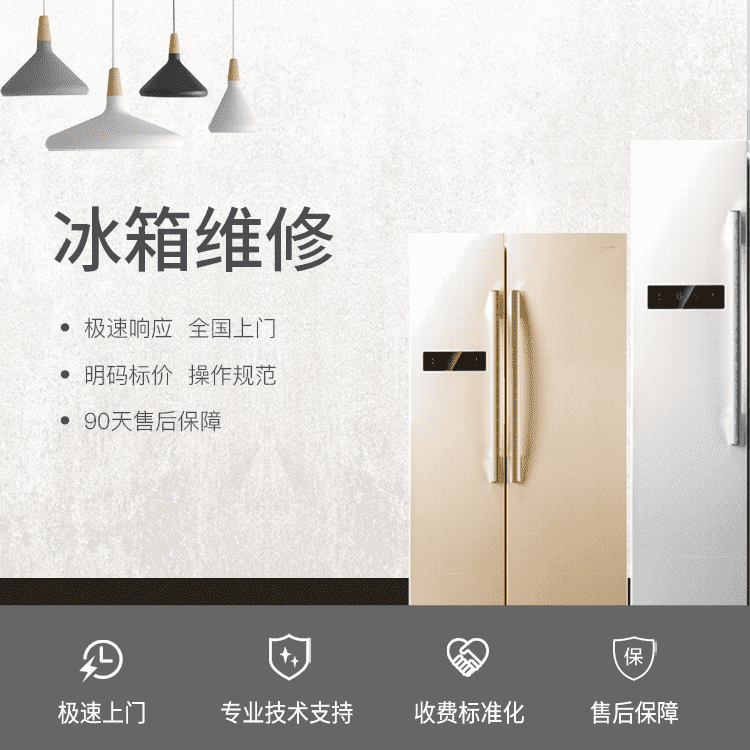 冰箱维修
极速响应 全国上门
明码标价 操作规范
90天售后保障
保
极速上门 专业技术支持 收费标准化 售后保障